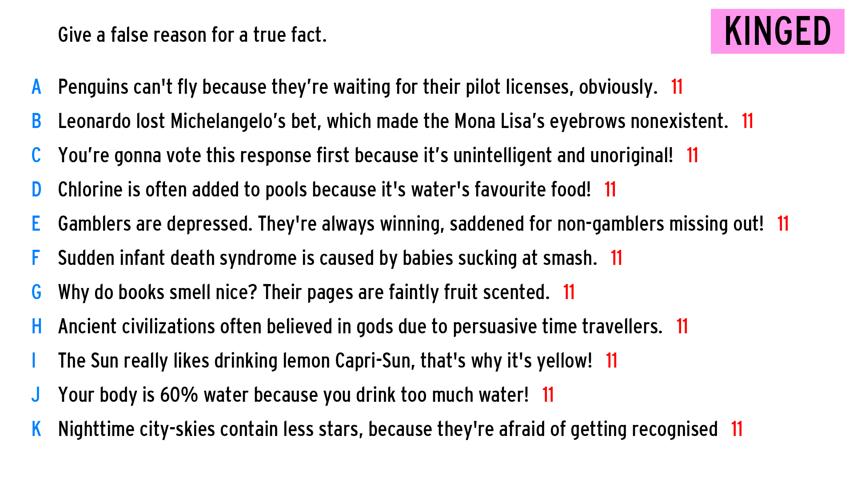 Give a false reason for a true fact.
KINGED
A Penguins can't fly because they’re waiting for their pilot licenses, obviously. 11
B Leonardo lost Michelangelo’s bet, which made the Mona Lisa’s eyebrows nonexistent. 11
C You’re gonna vote this response first because it’s unintelligent and unoriginal! 11
D Chlorine is often added to pools because it's water's favourite food! 11
E Gamblers are depressed. They're always winning, saddened for non-gamblers missing out! 11
F Sudden infant death syndrome is caused by babies sucking at smash. 11
G Why do books smell nice? Their pages are faintly fruit scented. 11
H Ancient civilizations often believed in gods due to persuasive time travellers. 11
I The Sun really likes drinking lemon Capri-Sun, that's why it's yellow! 11
J Your body is 60% water because you drink too much water! 11
K Nighttime city-skies contain less stars, because they're afraid of getting recognised 11